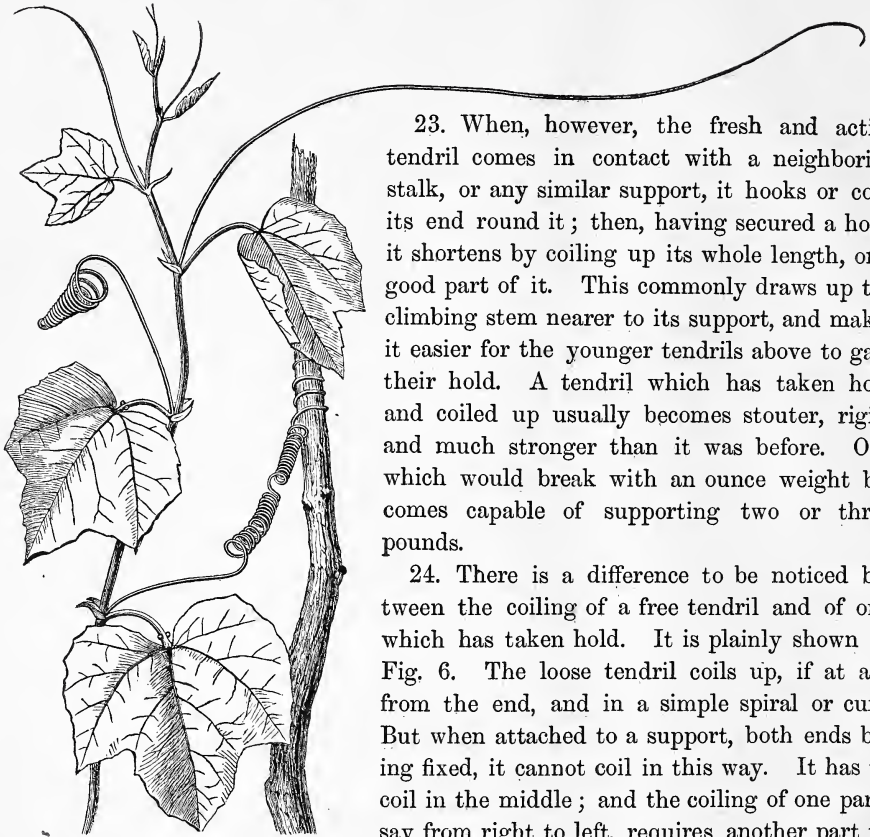 23. When, however, the fresh and acti
tendril comes in contact with a neighbori
stalk, or any similar support, it hooks or co
its end round it ; then, having secured a ho
it shortens by coiling up its whole length, or
good part of it. This commonly draws up t
climbing stem nearer to its support, and mak
it easier for the younger tendrils above to ga
their hold. A tendril which has taken ho
and coiled up usually becomes stouter, rigi
and much stronger than it was before. O
which would break with an ounce weight b
comes capable of supporting two or thr
pounds.
24. There is a difference to be noticed b
tween the coiling of a free tendril and of o
which has taken hold. It is plainly shown
Fig. 6. The loose tendril coils up, if at a
from the end, and in a simple spiral or cu
But when attached to a support, both ends b
ing fixed, it cannot coil in this way. It has
coil in the middle ; and the coiling of one par
say from right to left, requires another part